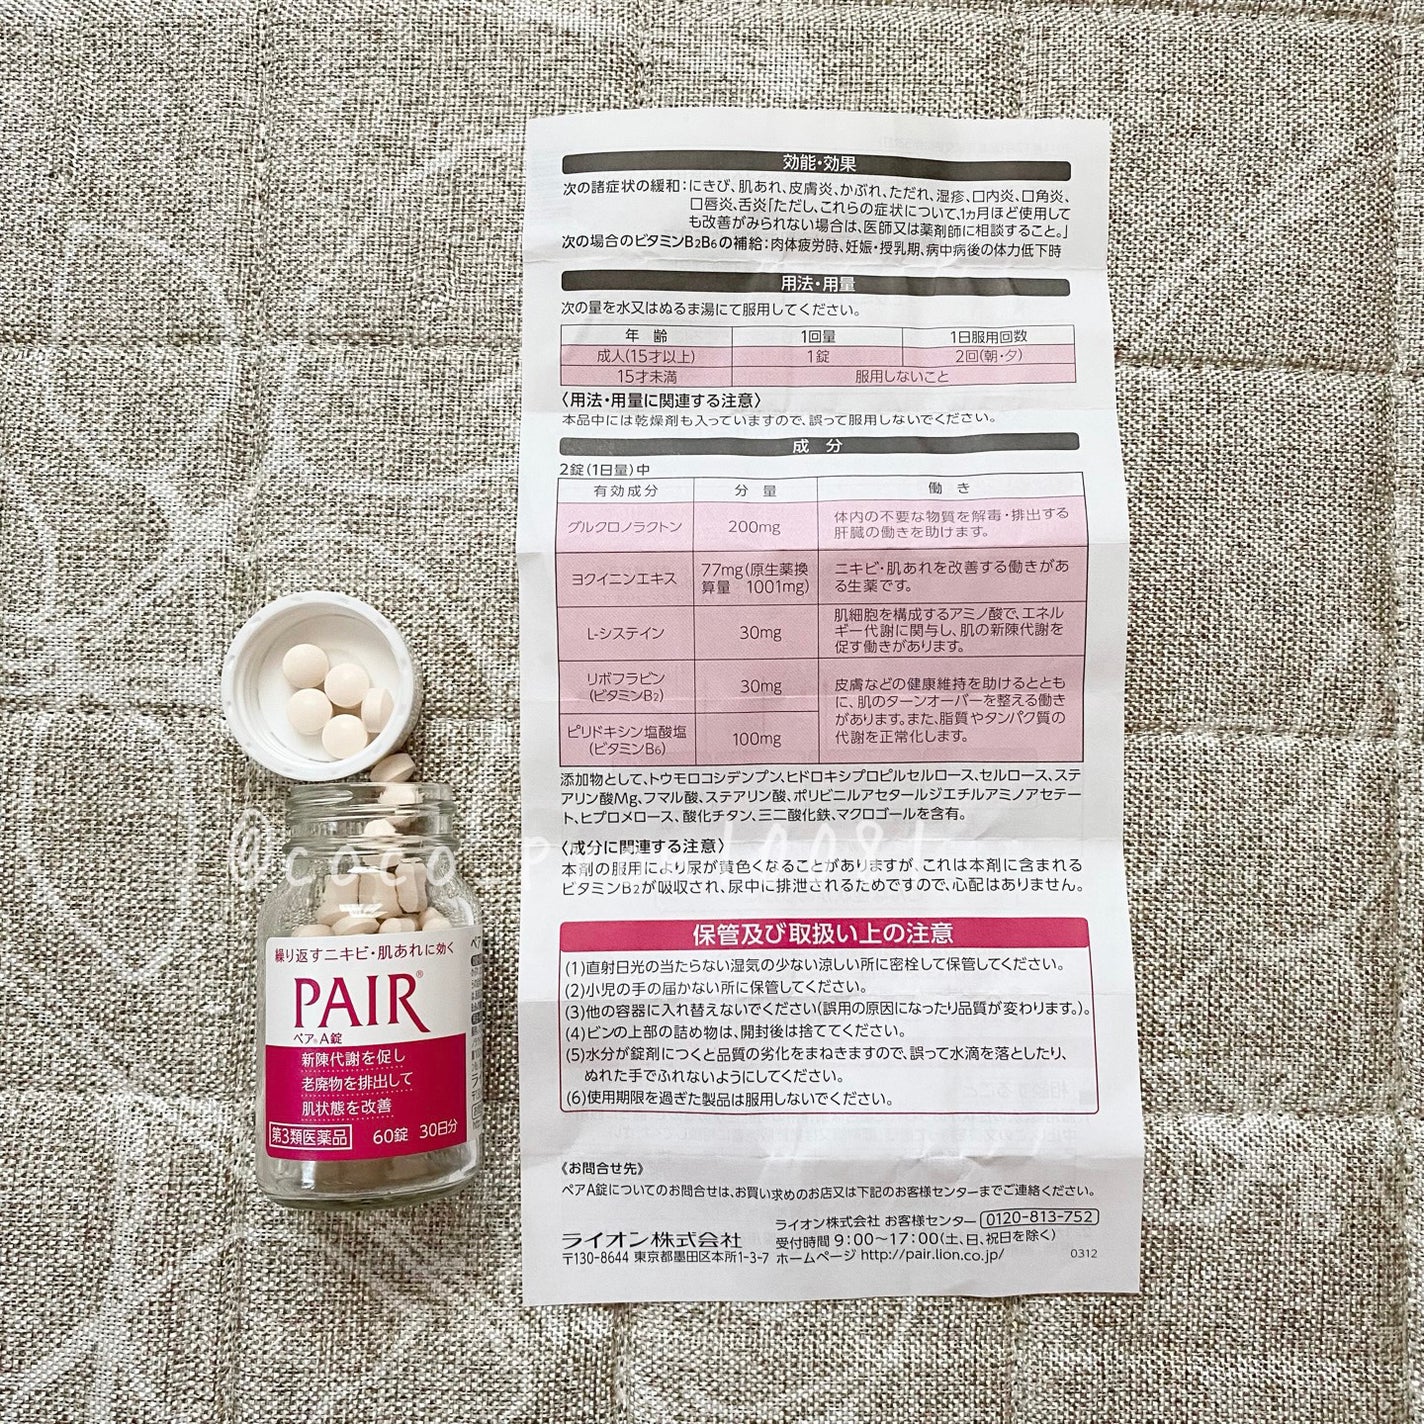 効能・効果
次の諸症状の緩和：にきび、肌あれ、皮膚炎、かぶれ、ただれ、湿疹、口内炎、口角炎、
口唇炎、舌炎「ただし、これらの症状について、1ヵ月ほど使用して
も改善がみられない場合は、医師又は薬剤師に相談すること。」
次の場合のビタミンB2B6の補給：肉体疲労時、妊娠・授乳期、病中病後の体力低下時
用法・用量
次の量を水又はぬるま湯にて服用してください。
年 齢 1回量 1日服用回数
成人(15才以上) 1錠 2回(朝・夕)
15才未満 服用しないこと
〈用法・用量に関連する注意〉
本品中には乾燥剤も入っていますので、誤って服用しないでください。
成 分
2錠(1日量)中
有効成分 分 量 働 き
グルクロノラクトン 200mg 体内の不要な物質を解毒・排出する
肝臓の働きを助けます。
ヨクイニンエキス 77mg(原生薬換
算量 1001mg) ニキビ・肌あれを改善する働きがあ
る生薬です。
L-システイン 30mg 肌細胞を構成するアミノ酸で、エネル
ギー代謝に関与し、肌の新陳代謝を
促す働きがあります。
リボフラビン
(ビタミンB2) 30mg 皮膚などの健康維持を助けるととも
に、肌のターンオーバーを整える働き
があります。また、脂質やタンパク質の
代謝を正常化します。
ピリドキシン塩酸塩
(ビタミンB6) 100mg
添加物として、トウモロコシデンプン、ヒドロキシプロピルセルロース、セルロース、ステ
アリン酸Mg、フマル酸、ステアリン酸、ポリビニルアセタールジエチルアミノアセテー
ト、ヒプロメロース、酸化チタン、三二酸化鉄、マクロゴールを含有。
〈成分に関連する注意〉
本剤の服用により尿が黄色くなることがありますが、これは本剤に含まれる
ビタミンB2が吸収され、尿中に排泄されるためですので、心配はありません。
保管及び取扱い上の注意
(1)直射日光の当たらない湿気の少ない涼しい所に密栓して保管してください。
(2)小児の手の届かない所に保管してください。
(3)他の容器に入れ替えないでください(誤用の原因になったり品質が変わります。)。
(4)ビンの上部の詰め物は、開封後は捨ててください。
(5)水分が錠剤につくと品質の劣化をまねきますので、誤って水滴を落としたり、
ぬれた手でふれないようにしてください。
(6)使用期限を過ぎた製品は服用しないでください。
《お問合せ先》
ペアA錠についてのお問合せは、お買い求めのお店又は下記のお客様センターまでご連絡ください。
ライオン株式会社
〒130-8644 東京都墨田区本所1-3-7
ライオン株式会社 お客様センター 0120-813-752
受付時間 9：00〜17：00(土、日、祝日を除く)
ホームページ http://pair.lion.co.jp/
0312
繰り返すニキビ・肌あれに効く
PAIR®
ペア®A錠
新陳代謝を促し
老廃物を排出して
肌状態を改善
第3類医薬品 60錠 30日分